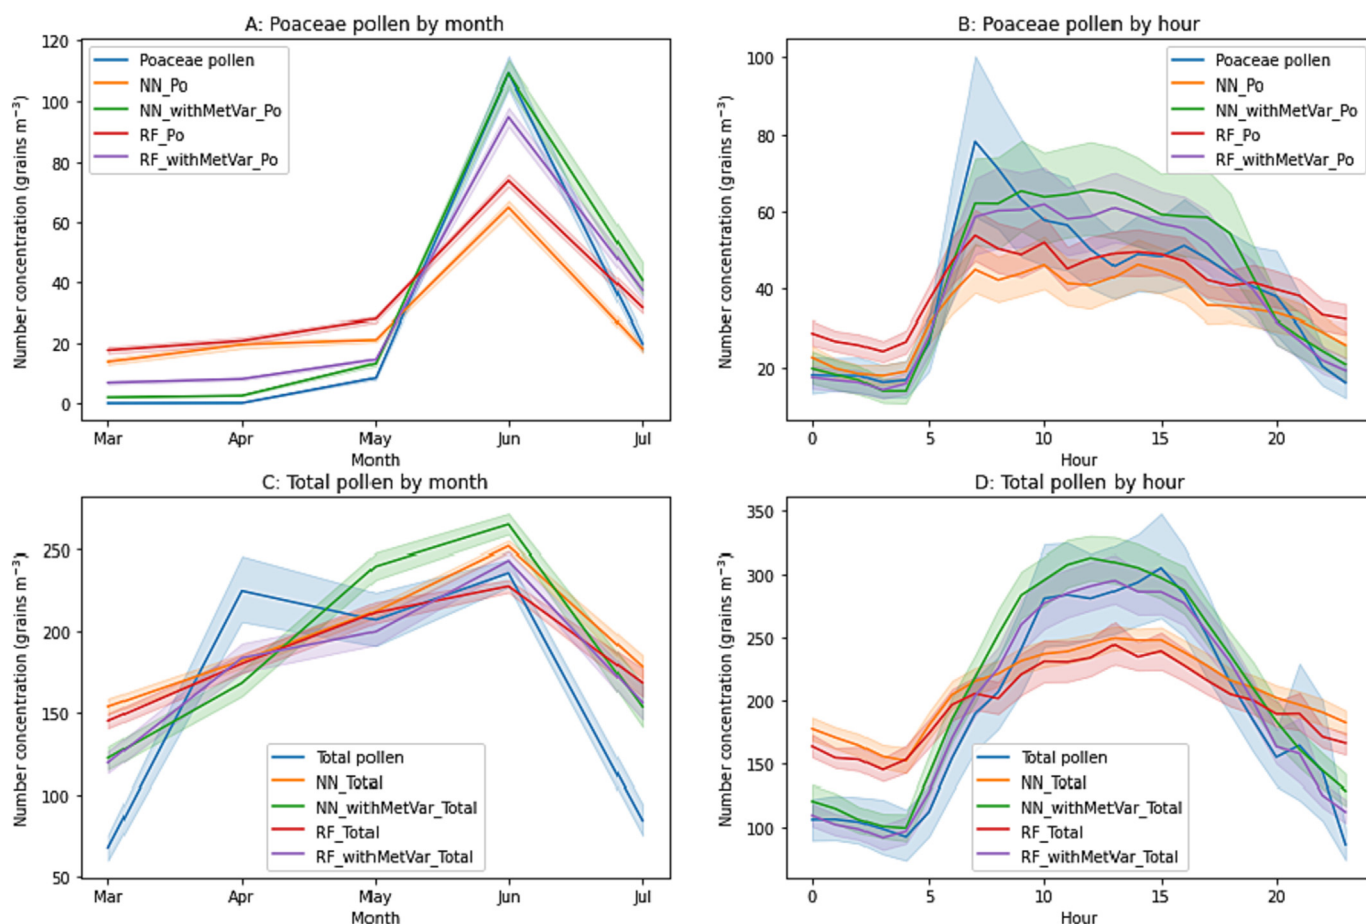 A: Poaceae pollen by month
Number concentration (grains m⁻³)
120
100
80
60
40
20
0
Poaceae pollen
NN_Po
NN_withMetVar_Po
RF_Po
RF_withMetVar_Po
Mar Apr May Jun Jul
Month
B: Poaceae pollen by hour
Number concentration (grains m⁻³)
100
80
60
40
20
Poaceae pollen
NN_Po
NN_withMetVar_Po
RF_Po
RF_withMetVar_Po
0 5 10 15 20
Hour
C: Total pollen by month
Number concentration (grains m⁻³)
250
200
150
100
50
Total pollen
NN_Total
NN_withMetVar_Total
RF_Total
RF_withMetVar_Total
Mar Apr May Jun Jul
Month
D: Total pollen by hour
Number concentration (grains m⁻³)
350
300
250
200
150
100
Total pollen
NN_Total
NN_withMetVar_Total
RF_Total
RF_withMetVar_Total
0 5 10 15 20
Hour